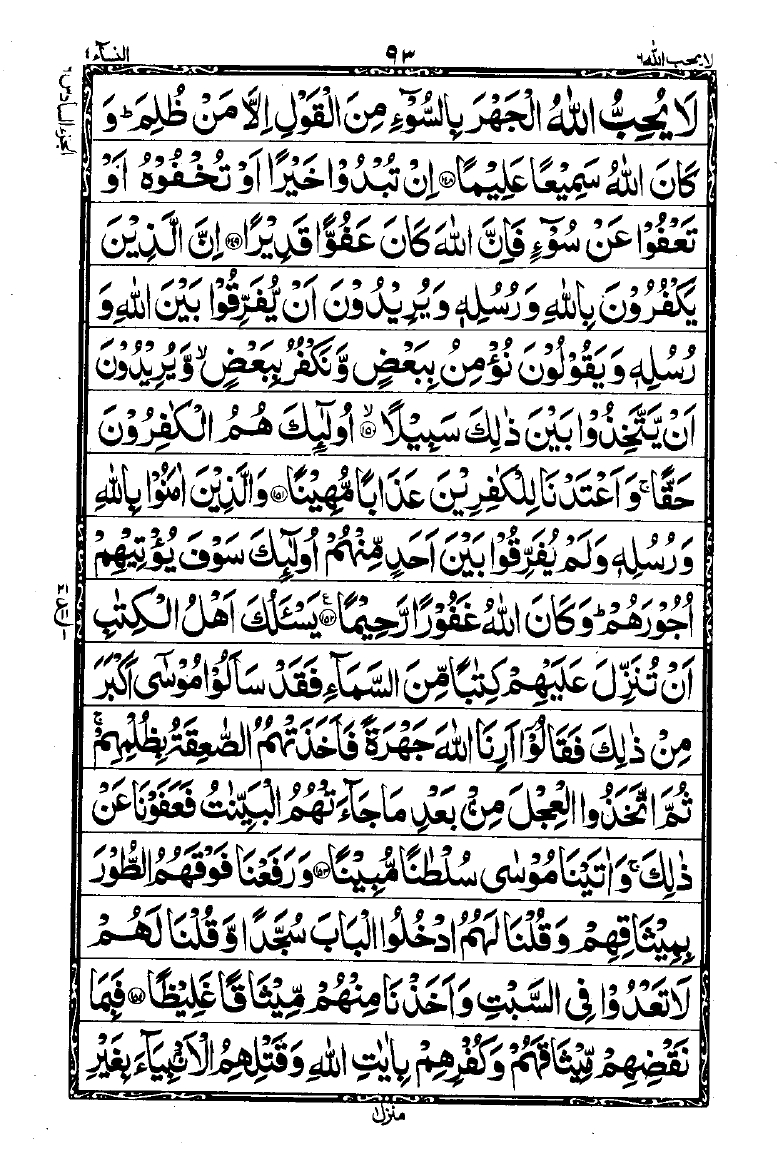 لا يحب الله ٦ ٩٣ النسآء ٤
الجزء السادس ٦
لَا يُحِبُّ اللّٰهُ الْجَهْرَ بِالسُّوْٓءِ مِنَ الْقَوْلِ اِلَّا مَنْ ظُلِمَ ؕ وَ
كَانَ اللّٰهُ سَمِيْعًا عَلِيْمًا ﴿۱۴۸﴾ اِنْ تُبْدُوْا خَيْرًا اَوْ تُخْفُوْهُ اَوْ
تَعْفُوْا عَنْ سُوْٓءٍ فَاِنَّ اللّٰهَ كَانَ عَفُوًّا قَدِيْرًا ﴿۱۴۹﴾ اِنَّ الَّذِيْنَ
يَكْفُرُوْنَ بِاللّٰهِ وَرُسُلِهٖ وَيُرِيْدُوْنَ اَنْ يُّفَرِّقُوْا بَيْنَ اللّٰهِ وَ
رُسُلِهٖ وَيَقُوْلُوْنَ نُؤْمِنُ بِبَعْضٍ وَّنَكْفُرُ بِبَعْضٍ ۙ وَّيُرِيْدُوْنَ
اَنْ يَّتَّخِذُوْا بَيْنَ ذٰلِكَ سَبِيْلًا ﴿۱۵۰﴾ ۙ اُولٰٓئِكَ هُمُ الْكٰفِرُوْنَ
حَقًّا ۚ وَاَعْتَدْنَا لِلْكٰفِرِيْنَ عَذَابًا مُّهِيْنًا ﴿۱۵۱﴾ وَالَّذِيْنَ اٰمَنُوْا بِاللّٰهِ
وَرُسُلِهٖ وَلَمْ يُفَرِّقُوْا بَيْنَ اَحَدٍ مِّنْهُمْ اُولٰٓئِكَ سَوْفَ يُؤْتِيْهِمْ
اُجُوْرَهُمْ ؕ وَكَانَ اللّٰهُ غَفُوْرًا رَّحِيْمًا ﴿۱۵۲﴾ ع يَسْـَٔلُكَ اَهْلُ الْكِتٰبِ
اَنْ تُنَزِّلَ عَلَيْهِمْ كِتٰبًا مِّنَ السَّمَآءِ فَقَدْ سَاَلُوْا مُوْسٰٓى اَكْبَرَ
مِنْ ذٰلِكَ فَقَالُوْٓا اَرِنَا اللّٰهَ جَهْرَةً فَاَخَذَتْهُمُ الصّٰعِقَةُ بِظُلْمِهِمْ ۚ
ثُمَّ اتَّخَذُوا الْعِجْلَ مِنْۢ بَعْدِ مَا جَآءَتْهُمُ الْبَيِّنٰتُ فَعَفَوْنَا عَنْ
ذٰلِكَ ۚ وَاٰتَيْنَا مُوْسٰى سُلْطٰنًا مُّبِيْنًا ﴿۱۵۳﴾ وَرَفَعْنَا فَوْقَهُمُ الطُّوْرَ
بِمِيْثَاقِهِمْ وَقُلْنَا لَهُمُ ادْخُلُوا الْبَابَ سُجَّدًا وَّقُلْنَا لَهُمْ
لَا تَعْدُوْا فِى السَّبْتِ وَاَخَذْنَا مِنْهُمْ مِّيْثَاقًا غَلِيْظًا ﴿۱۵۴﴾ فَبِمَا
نَقْضِهِمْ مِّيْثَاقَهُمْ وَكُفْرِهِمْ بِاٰيٰتِ اللّٰهِ وَقَتْلِهِمُ الْاَنْۢبِيَآءَ بِغَيْرِ
منزل ١